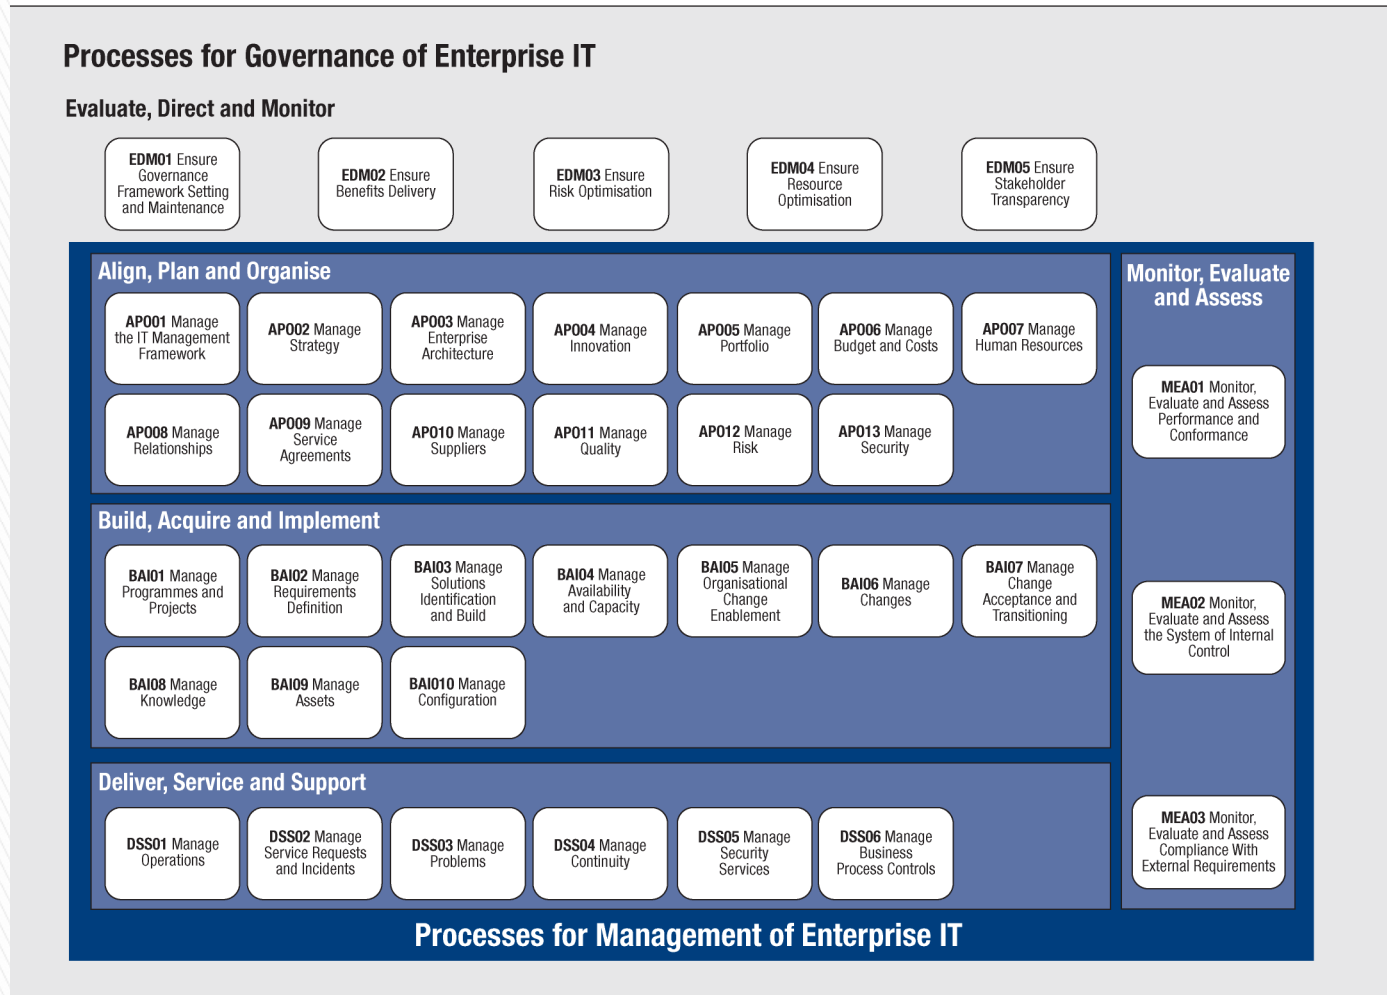 Processes for Governance of Enterprise IT
Evaluate, Direct and Monitor
EDM01 Ensure
Governance
Framework Setting
and Maintenance
EDM02 Ensure
Benefits Delivery
EDM03 Ensure
Risk Optimisation
EDM04 Ensure
Resource
Optimisation
EDM05 Ensure
Stakeholder
Transparency
Align, Plan and Organise
APO01 Manage
the IT Management
Framework
APO02 Manage
Strategy
APO03 Manage
Enterprise
Architecture
APO04 Manage
Innovation
APO05 Manage
Portfolio
APO06 Manage
Budget and Costs
APO07 Manage
Human Resources
APO08 Manage
Relationships
APO09 Manage
Service
Agreements
APO10 Manage
Suppliers
APO11 Manage
Quality
APO12 Manage
Risk
APO13 Manage
Security
Build, Acquire and Implement
BAI01 Manage
Programmes and
Projects
BAI02 Manage
Requirements
Definition
BAI03 Manage
Solutions
Identification
and Build
BAI04 Manage
Availability
and Capacity
BAI05 Manage
Organisational
Change
Enablement
BAI06 Manage
Changes
BAI07 Manage
Change
Acceptance and
Transitioning
BAI08 Manage
Knowledge
BAI09 Manage
Assets
BAI010 Manage
Configuration
Deliver, Service and Support
DSS01 Manage
Operations
DSS02 Manage
Service Requests
and Incidents
DSS03 Manage
Problems
DSS04 Manage
Continuity
DSS05 Manage
Security
Services
DSS06 Manage
Business
Process Controls
Monitor, Evaluate
and Assess
MEA01 Monitor,
Evaluate and Assess
Performance and
Conformance
MEA02 Monitor,
Evaluate and Assess
the System of Internal
Control
MEA03 Monitor,
Evaluate and Assess
Compliance With
External Requirements
Processes for Management of Enterprise IT